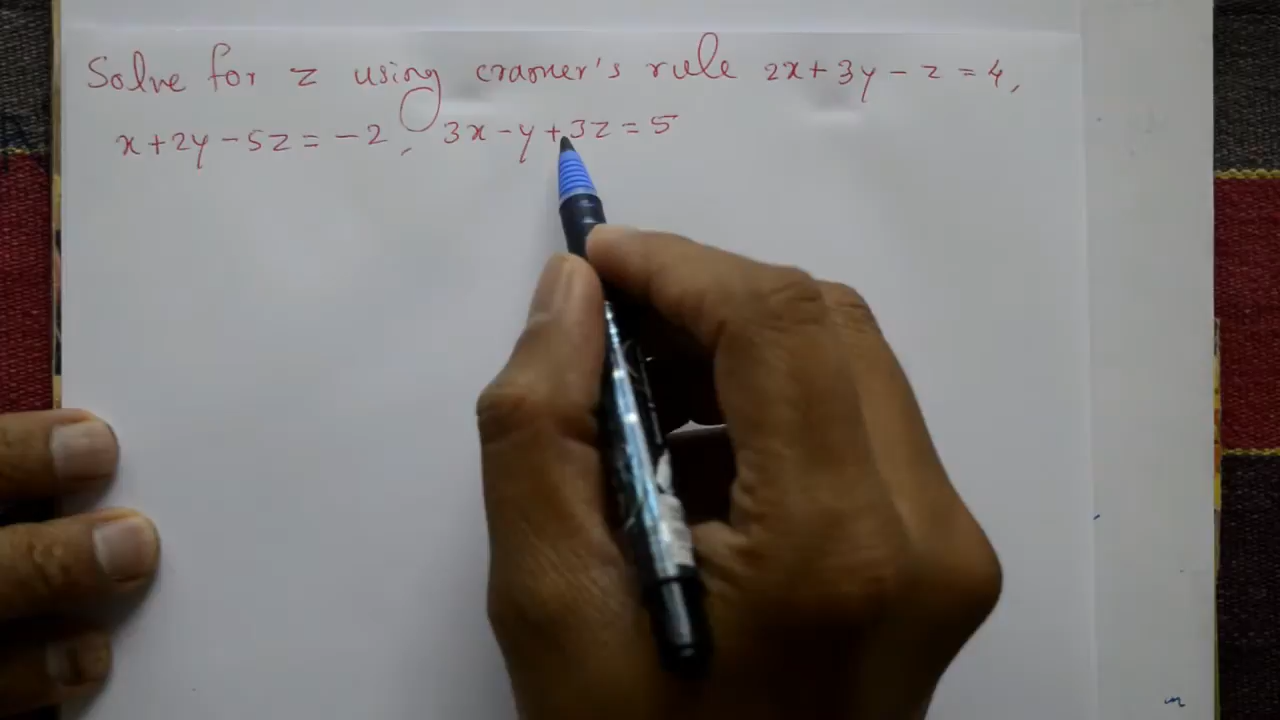 Solve for z using cramer's rule 2x + 3y - z = 4,
x + 2y - 5z = -2, 3x - y + 3z = 5